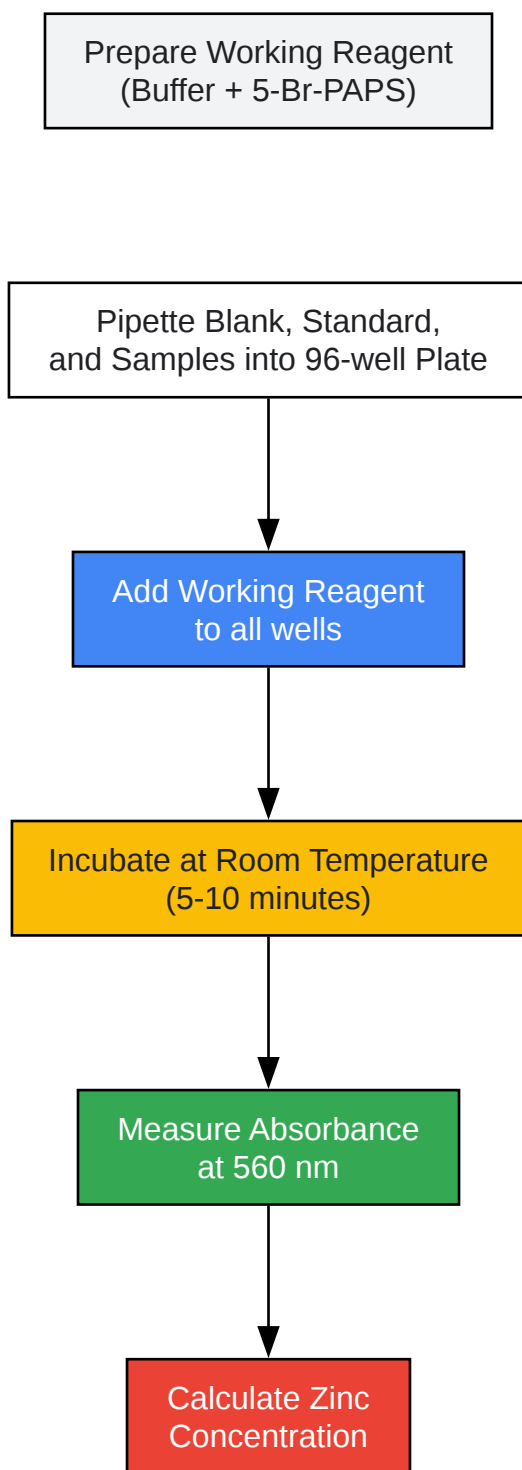 Prepare Working Reagent
(Buffer + 5-Br-PAPS)
Pipette Blank, Standard,
and Samples into 96-well Plate
Add Working Reagent
to all wells
Incubate at Room Temperature
(5-10 minutes)
Measure Absorbance
at 560 nm
Calculate Zinc
Concentration